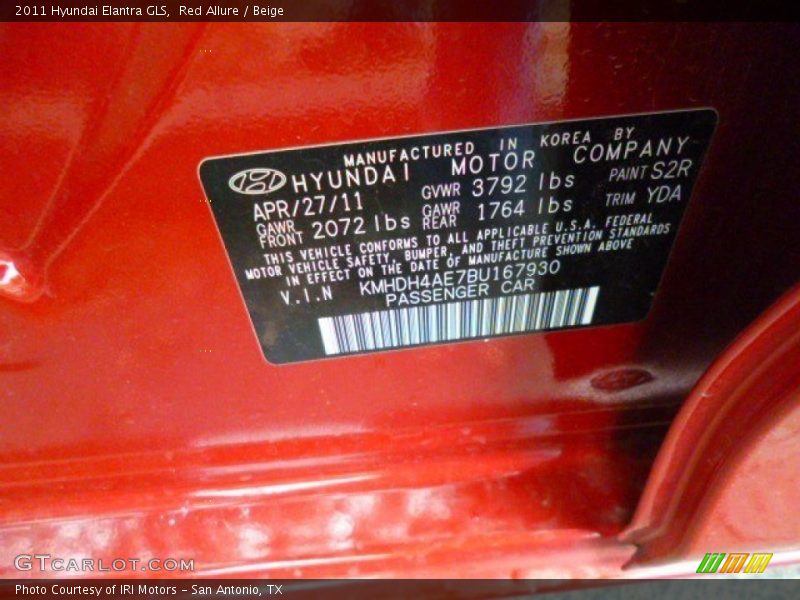 2011 Hyundai Elantra GLS,  Red Allure / Beige
MANUFACTURED IN KOREA BY
HYUNDAI MOTOR COMPANY
APR/27/11 GVWR 3792 lbs PAINT S2R
GAWR FRONT 2072 lbs GAWR REAR 1764 lbs TRIM YDA
THIS VEHICLE CONFORMS TO ALL APPLICABLE U.S.A. FEDERAL
MOTOR VEHICLE SAFETY, BUMPER, AND THEFT PREVENTION STANDARDS
IN EFFECT ON THE DATE OF MANUFACTURE SHOWN ABOVE
V.I.N KMHDH4AE7BU167930
PASSENGER CAR
GTCARLOT.COM
Photo Courtesy of IRI Motors – San Antonio, TX